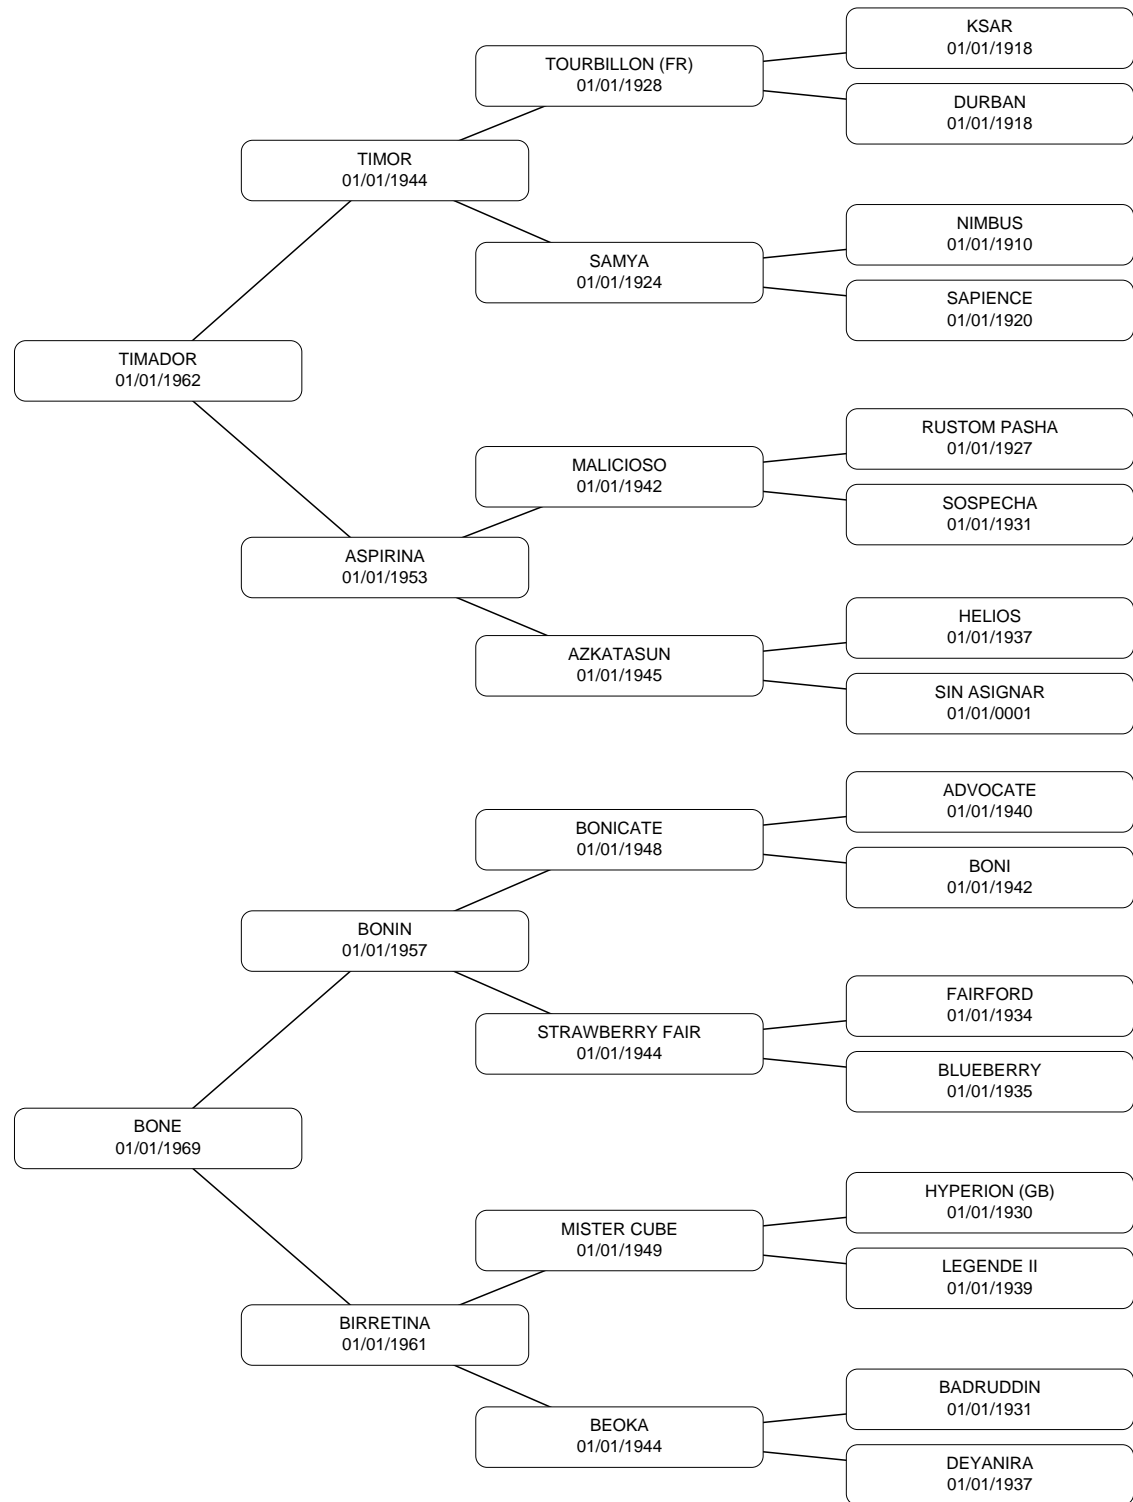 KSAR
01/01/1918
TOURBILLON (FR)
01/01/1928
DURBAN
01/01/1918
TIMOR
01/01/1944
NIMBUS
01/01/1910
SAMYA
01/01/1924
SAPIENCE
01/01/1920
TIMADOR
01/01/1962
RUSTOM PASHA
01/01/1927
MALICIOSO
01/01/1942
SOSPECHA
01/01/1931
ASPIRINA
01/01/1953
HELIOS
01/01/1937
AZKATASUN
01/01/1945
SIN ASIGNAR
01/01/0001
ADVOCATE
01/01/1940
BONICATE
01/01/1948
BONI
01/01/1942
BONIN
01/01/1957
FAIRFORD
01/01/1934
STRAWBERRY FAIR
01/01/1944
BLUEBERRY
01/01/1935
BONE
01/01/1969
HYPERION (GB)
01/01/1930
MISTER CUBE
01/01/1949
LEGENDE II
01/01/1939
BIRRETINA
01/01/1961
BADRUDDIN
01/01/1931
BEOKA
01/01/1944
DEYANIRA
01/01/1937